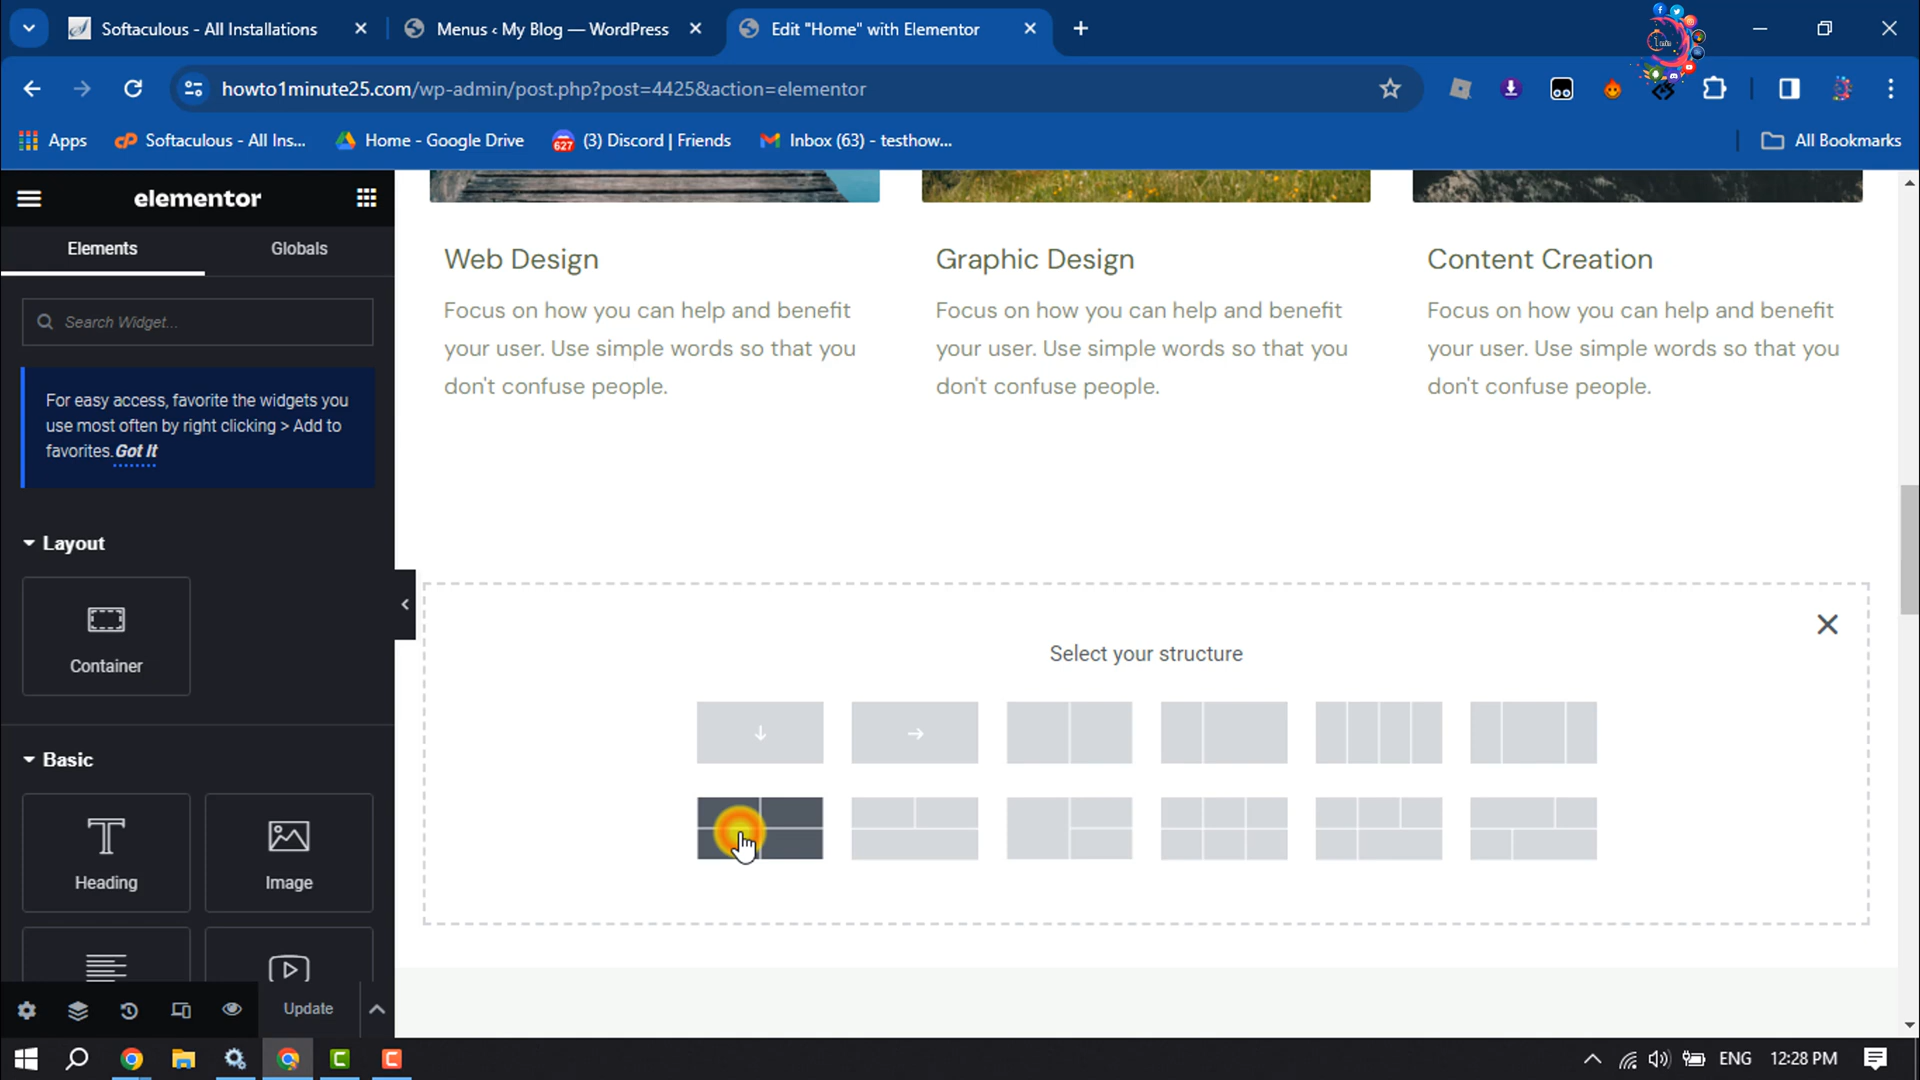 Softaculous - All Installations
Menus ‹ My Blog — WordPress
Edit "Home" with Elementor
howto1minute25.com/wp-admin/post.php?post=4425&action=elementor
Apps
Softaculous - All Ins...
Home - Google Drive
627
(3) Discord | Friends
Inbox (63) - testhow...
All Bookmarks
elementor
Elements
Globals
Search Widget...
For easy access, favorite the widgets you
use most often by right clicking > Add to
favorites. Got It
Layout
Container
Basic
Heading
Image
Update
Web Design
Focus on how you can help and benefit
your user. Use simple words so that you
don't confuse people.
Graphic Design
Focus on how you can help and benefit
your user. Use simple words so that you
don't confuse people.
Content Creation
Focus on how you can help and benefit
your user. Use simple words so that you
don't confuse people.
Select your structure
ENG
12:28 PM